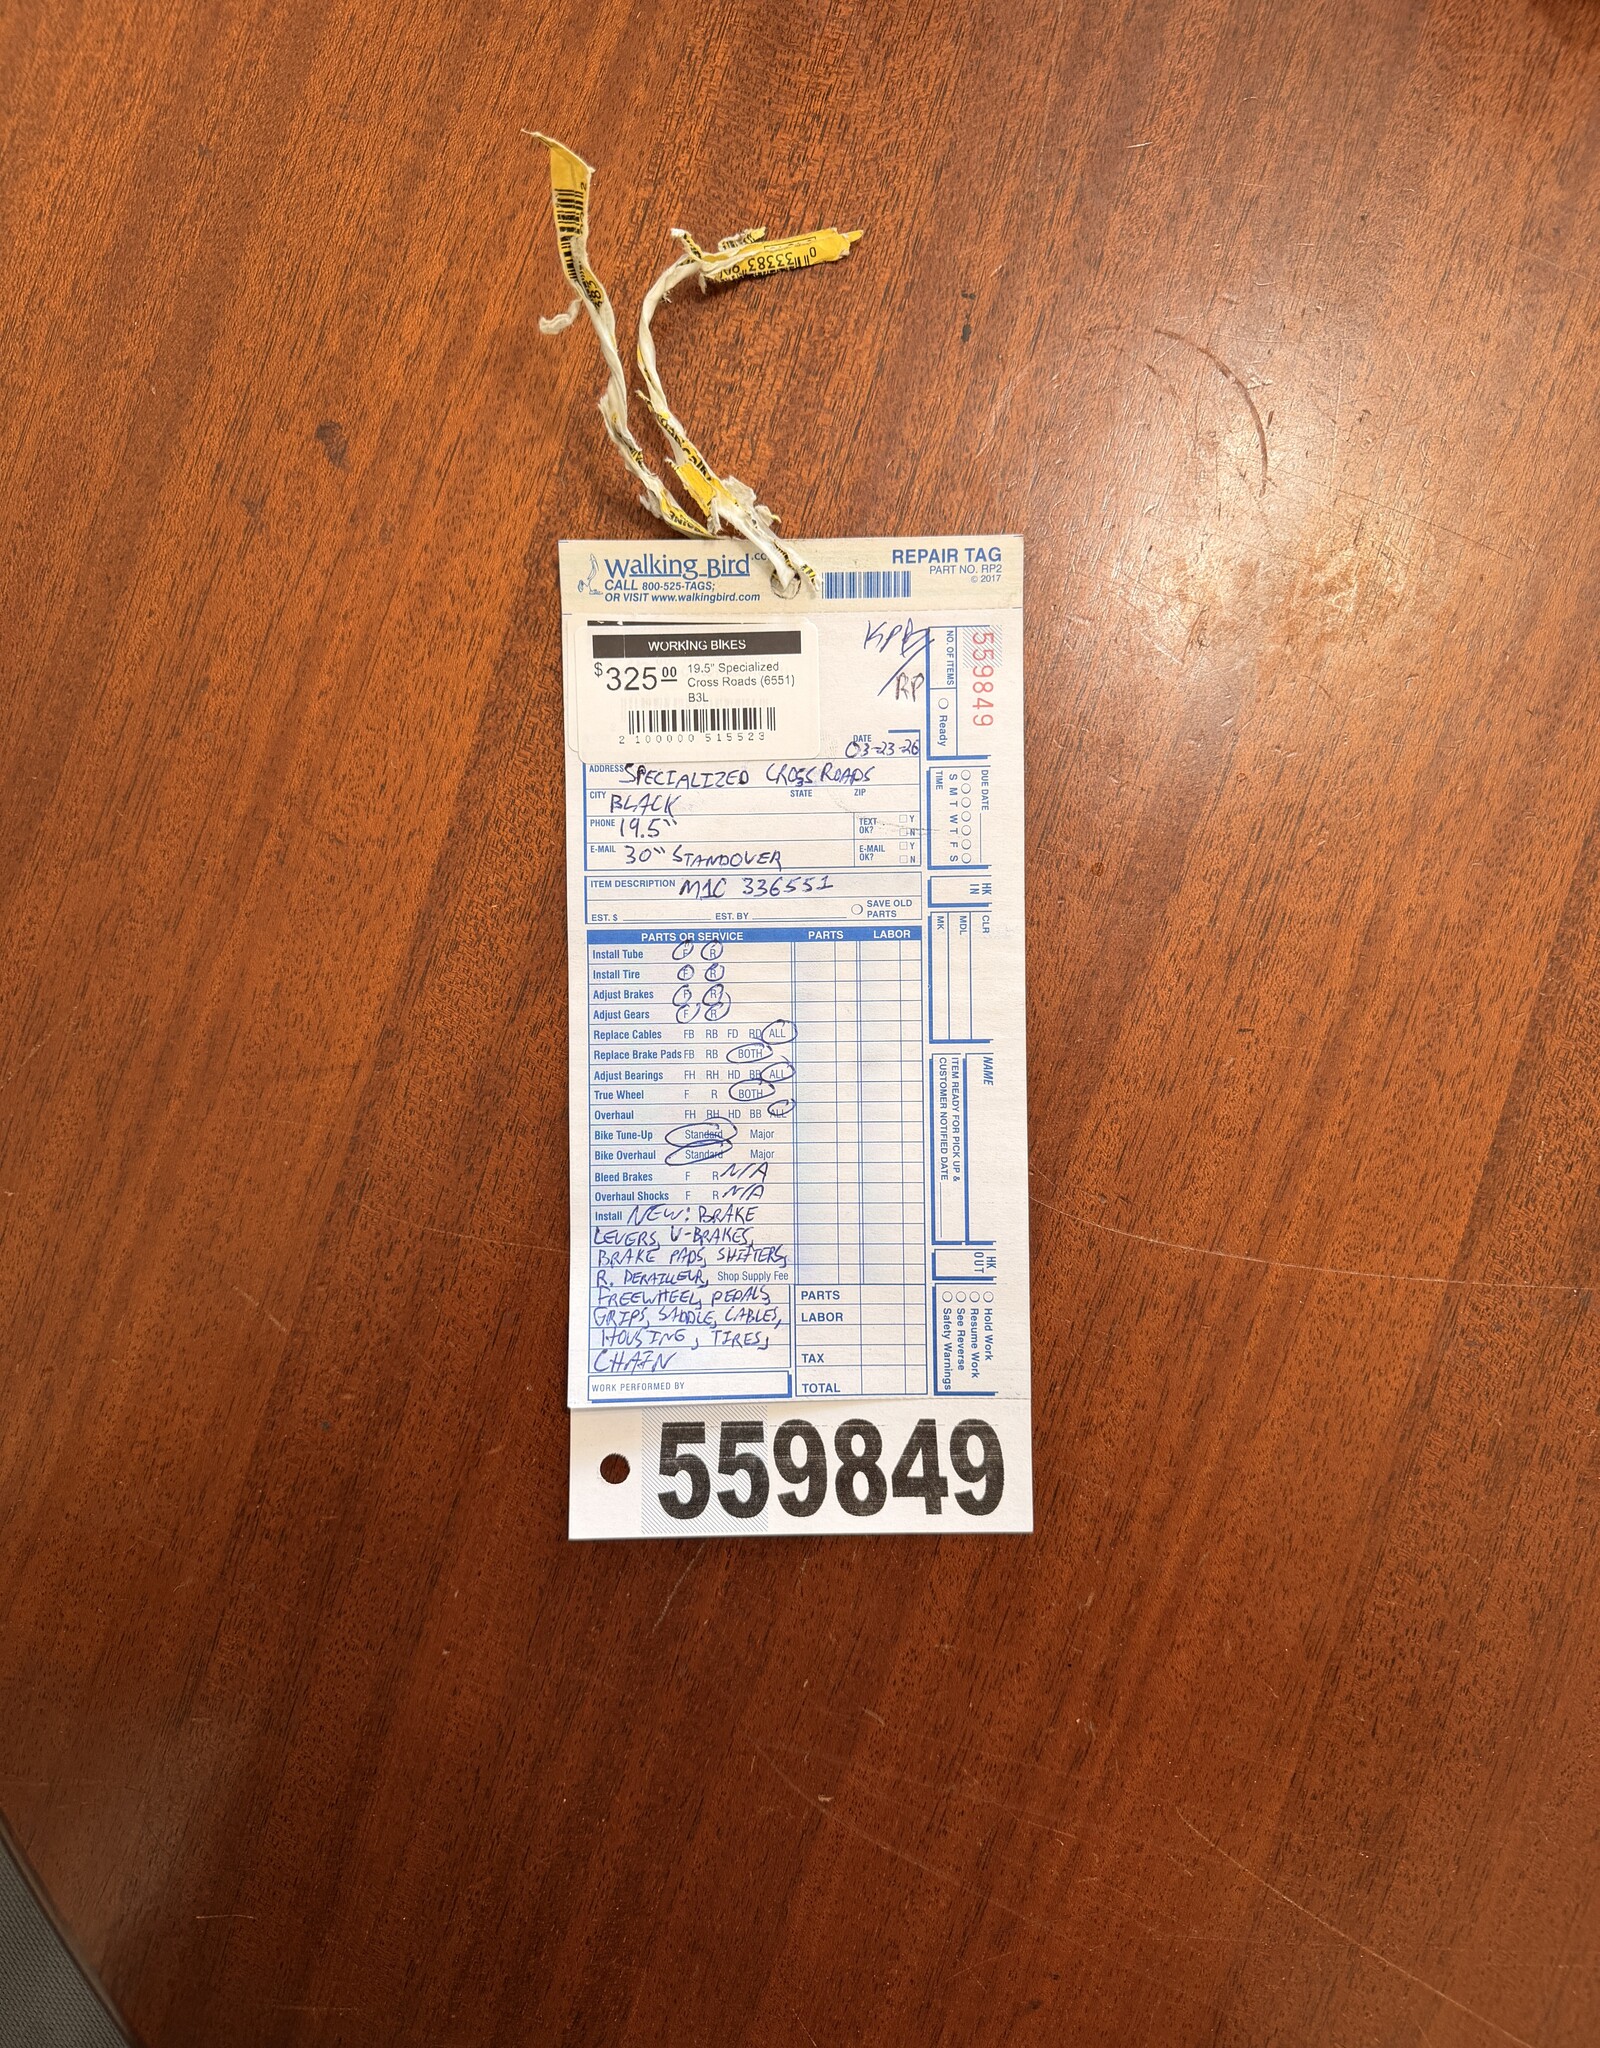 Walking Bird.co
CALL 800-525-TAGS;
OR VISIT www.walkingbird.com
REPAIR TAG
PART NO. RP2
© 2017
WORKING BIKES
$325.00
19.5" Specialized
Cross Roads (6551)
B3L
2 100000 515523
RP
DATE 03-23-26
ADDRESS SPECIALIZED CROSS ROADS
CITY BLACK STATE ZIP
PHONE 19.5" TEXT OK? Y N
E-MAIL 30" STANDOVER E-MAIL OK? Y N
ITEM DESCRIPTION M1C 336551
EST. $ EST. BY SAVE OLD PARTS
PARTS OR SERVICE PARTS LABOR
Install Tube F R
Install Tire F R
Adjust Brakes F R
Adjust Gears F R
Replace Cables FB RB FD RD ALL
Replace Brake Pads FB RB BOTH
Adjust Bearings FH RH HD BB ALL
True Wheel F R BOTH
Overhaul FH RH HD BB ALL
Bike Tune-Up Standard Major
Bike Overhaul Standard Major
Bleed Brakes F R N/A
Overhaul Shocks F R N/A
Install NEW: BRAKE
LEVERS, V-BRAKES,
BRAKE PADS, SHIFTERS,
R. DERAILLEUR, Shop Supply Fee
FREEWHEEL, PEDALS,
GRIPS, SADDLE, CABLES,
HOUSING, TIRES,
CHAIN
WORK PERFORMED BY
PARTS
LABOR
TAX
TOTAL
559849
NO. OF ITEMS
Ready
DUE DATE
S M T W T F S
TIME
HK IN
CLR
MDL
MK
NAME
ITEM READY FOR PICK UP &
CUSTOMER NOTIFIED DATE
HK OUT
Hold Work
Resume Work
See Reverse
Safety Warnings
559849